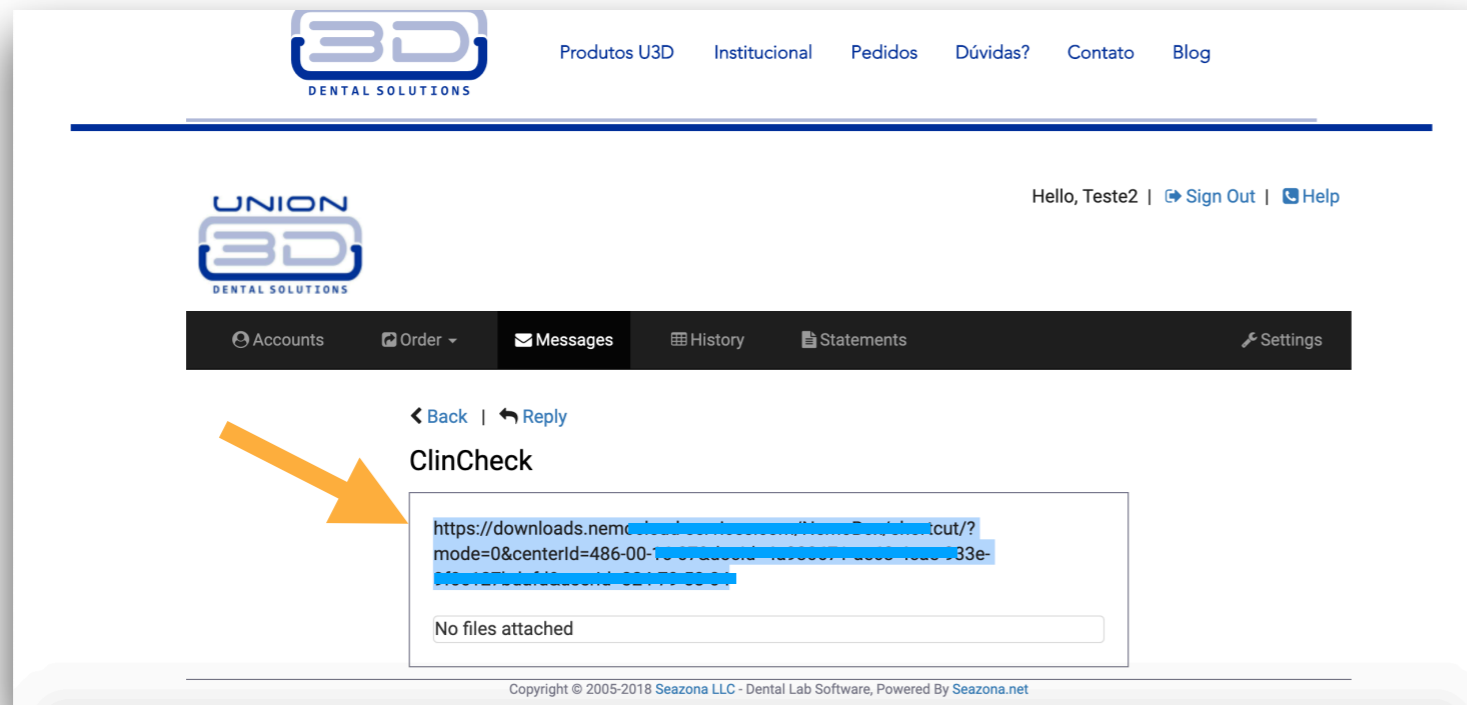 3D
DENTAL SOLUTIONS
Produtos U3D Institucional Pedidos Dúvidas? Contato Blog
Hello, Teste2 | Sign Out | Help
UNION
3D
DENTAL SOLUTIONS
Accounts Order Messages History Statements Settings
Back | Reply
ClinCheck
https://downloads.nem cut/?
mode=0&centerId=486-00- 33e-
No files attached
Copyright © 2005-2018 Seazona LLC - Dental Lab Software, Powered By Seazona.net